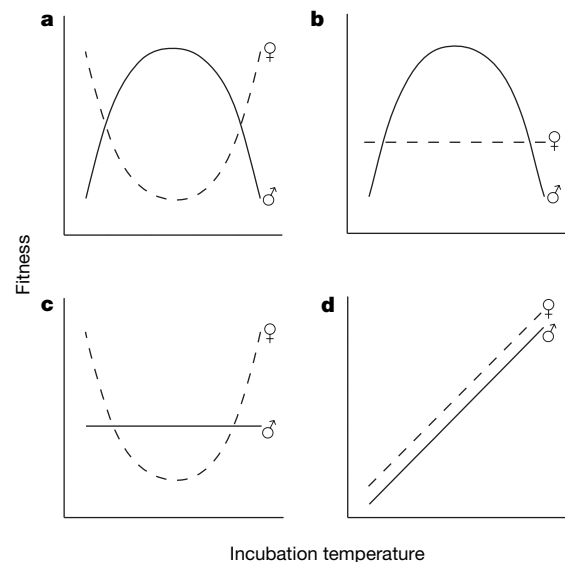 a
♀
♂
b
♀
♂
Fitness
c
♀
♂
d
♀
♂
Incubation temperature